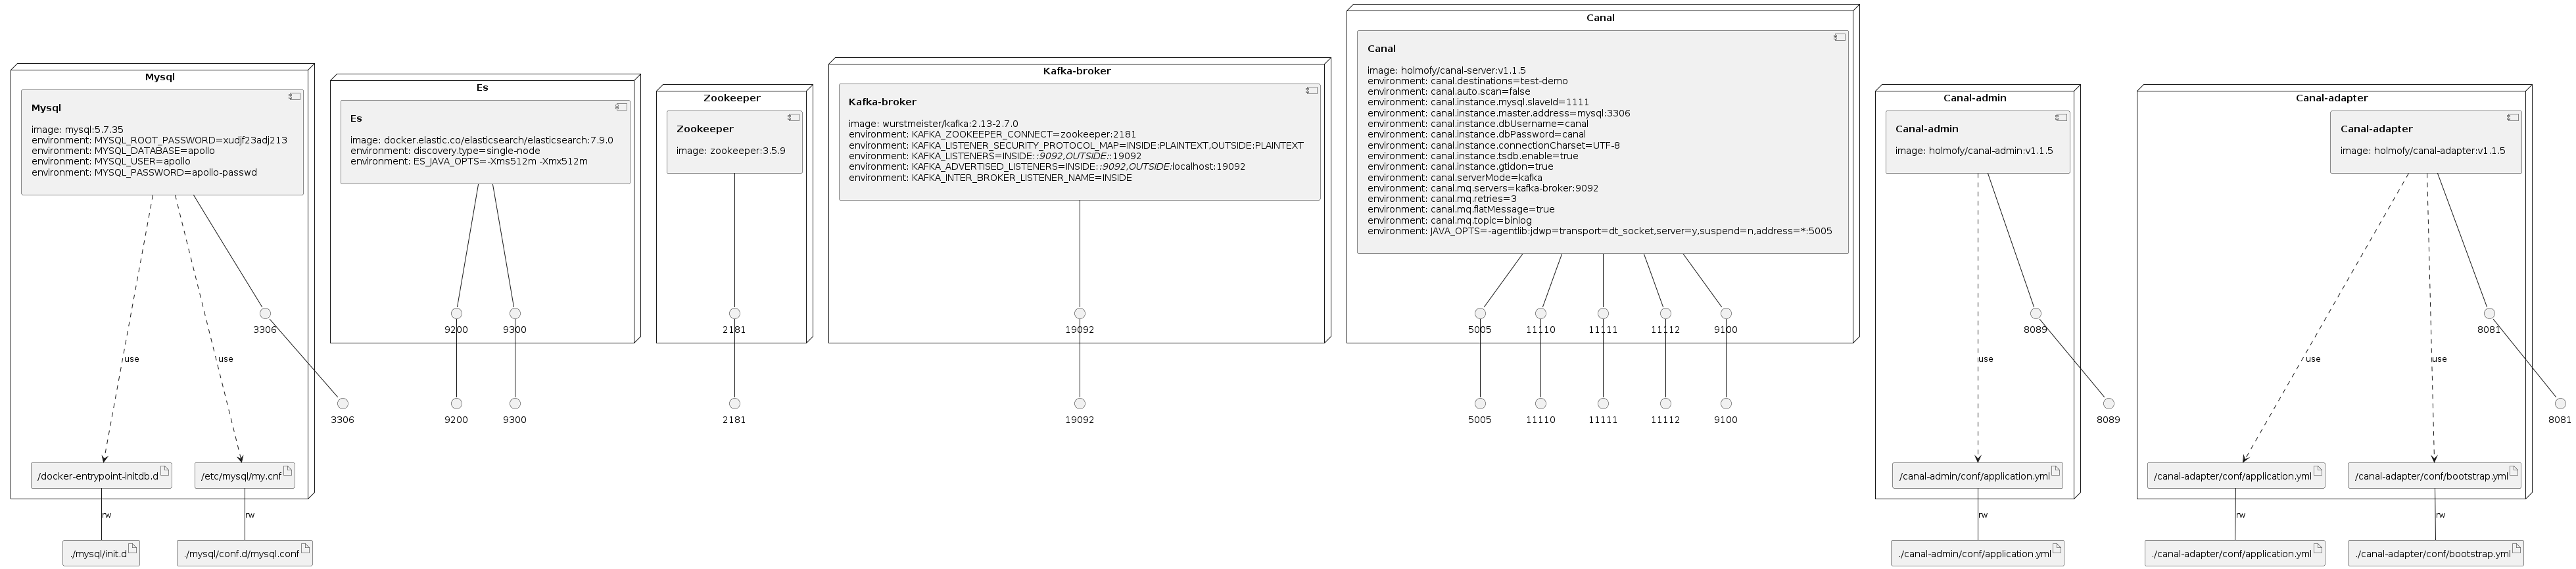 Mysql
Mysql
image: mysql:5.7.35
environment: MYSQL_ROOT_PASSWORD=xudjf23adj213
environment: MYSQL_DATABASE=apollo
environment: MYSQL_USER=apollo
environment: MYSQL_PASSWORD=apollo-passwd
3306
use
use
/docker-entrypoint-initdb.d
/etc/mysql/my.cnf
3306
rw
rw
./mysql/init.d
./mysql/conf.d/mysql.conf
Es
Es
image: docker.elastic.co/elasticsearch/elasticsearch:7.9.0
environment: discovery.type=single-node
environment: ES_JAVA_OPTS=-Xms512m -Xmx512m
9200
9300
9200
9300
Zookeeper
Zookeeper
image: zookeeper:3.5.9
2181
2181
Kafka-broker
Kafka-broker
image: wurstmeister/kafka:2.13-2.7.0
environment: KAFKA_ZOOKEEPER_CONNECT=zookeeper:2181
environment: KAFKA_LISTENER_SECURITY_PROTOCOL_MAP=INSIDE:PLAINTEXT,OUTSIDE:PLAINTEXT
environment: KAFKA_LISTENERS=INSIDE::9092,OUTSIDE::19092
environment: KAFKA_ADVERTISED_LISTENERS=INSIDE::9092,OUTSIDE:localhost:19092
environment: KAFKA_INTER_BROKER_LISTENER_NAME=INSIDE
19092
19092
Canal
Canal
image: holmofy/canal-server:v1.1.5
environment: canal.destinations=test-demo
environment: canal.auto.scan=false
environment: canal.instance.mysql.slaveId=1111
environment: canal.instance.master.address=mysql:3306
environment: canal.instance.dbUsername=canal
environment: canal.instance.dbPassword=canal
environment: canal.instance.connectionCharset=UTF-8
environment: canal.instance.tsdb.enable=true
environment: canal.instance.gtidon=true
environment: canal.serverMode=kafka
environment: canal.mq.servers=kafka-broker:9092
environment: canal.mq.retries=3
environment: canal.mq.flatMessage=true
environment: canal.mq.topic=binlog
environment: JAVA_OPTS=-agentlib:jdwp=transport=dt_socket,server=y,suspend=n,address=*:5005
5005
11110
11111
11112
9100
5005
11110
11111
11112
9100
Canal-admin
Canal-admin
image: holmofy/canal-admin:v1.1.5
8089
use
8089
/canal-admin/conf/application.yml
rw
./canal-admin/conf/application.yml
Canal-adapter
Canal-adapter
image: holmofy/canal-adapter:v1.1.5
8081
use
use
8081
/canal-adapter/conf/application.yml
/canal-adapter/conf/bootstrap.yml
rw
rw
./canal-adapter/conf/application.yml
./canal-adapter/conf/bootstrap.yml